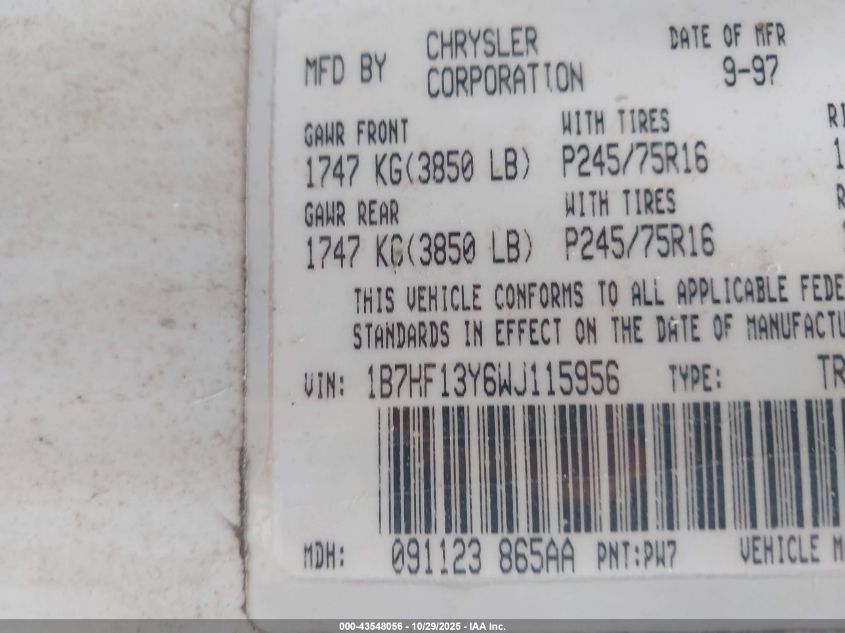 MFD BY CHRYSLER CORPORATION DATE OF MFR 9-97
GAWR FRONT WITH TIRES
1747 KG(3850 LB) P245/75R16
GAWR REAR WITH TIRES
1747 KG(3850 LB) P245/75R16
THIS VEHICLE CONFORMS TO ALL APPLICABLE FEDE
STANDARDS IN EFFECT ON THE DATE OF MANUFACTU
VIN: 1B7HF13Y6WJ115956 TYPE: TR
MDH: 091123 865AA PNT:PW7 VEHICLE M
000-43548056 - 10/29/2025 - IAA Inc.